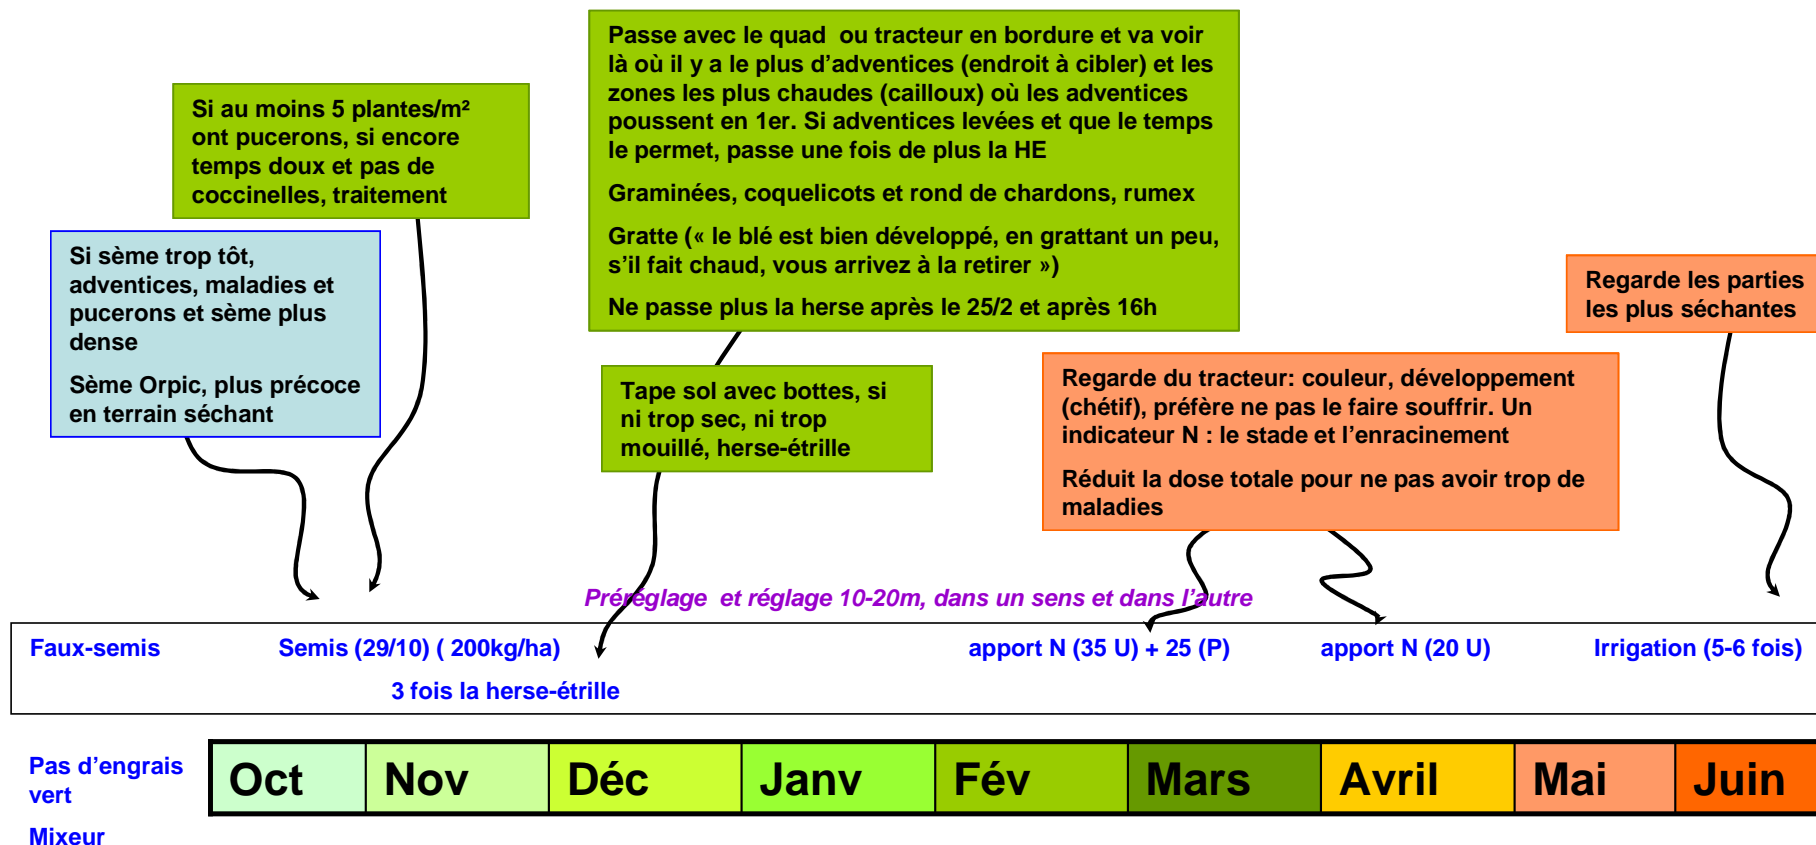 Passe avec le quad ou tracteur en bordure et va voir
là où il y a le plus d’adventices (endroit à cibler) et les
zones les plus chaudes (cailloux) où les adventices
poussent en 1er. Si adventices levées et que le temps
le permet, passe une fois de plus la HE
Graminées, coquelicots et rond de chardons, rumex
Gratte (« le blé est bien développé, en grattant un peu,
s’il fait chaud, vous arrivez à la retirer »)
Ne passe plus la herse après le 25/2 et après 16h
Si au moins 5 plantes/m²
ont pucerons, si encore
temps doux et pas de
coccinelles, traitement
Si sème trop tôt,
adventices, maladies et
pucerons et sème plus
dense
Sème Orpic, plus précoce
en terrain séchant
Regarde les parties
les plus séchantes
Tape sol avec bottes, si
ni trop sec, ni trop
mouillé, herse-étrille
Regarde du tracteur: couleur, développement
(chétif), préfère ne pas le faire souffrir. Un
indicateur N : le stade et l’enracinement
Réduit la dose totale pour ne pas avoir trop de
maladies
Préréglage et réglage 10-20m, dans un sens et dans l’autre
Faux-semis
Semis (29/10) ( 200kg/ha)
apport N (35 U) + 25 (P)
apport N (20 U)
Irrigation (5-6 fois)
3 fois la herse-étrille
Pas d’engrais
vert
Mixeur
Oct
Nov
Déc
Janv
Fév
Mars
Avril
Mai
Juin